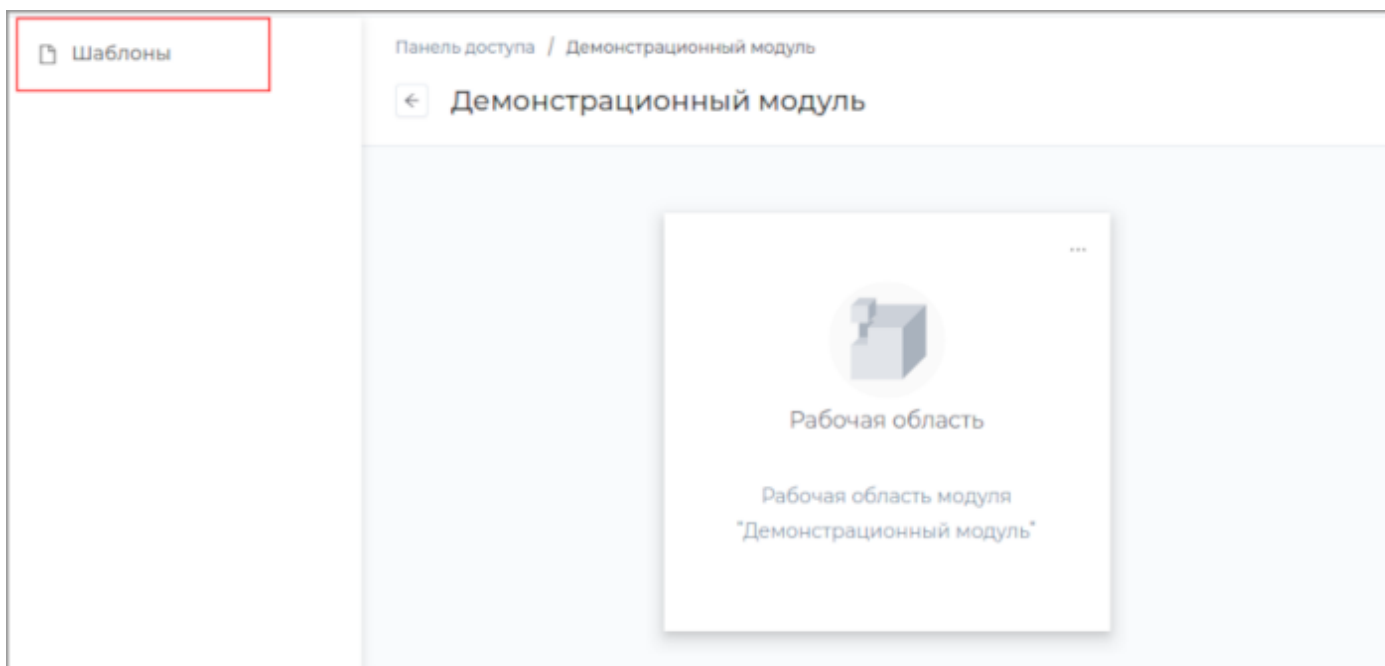 Шаблоны
Панель доступа / Демонстрационный модуль
Демонстрационный модуль
...
Рабочая область
Рабочая область модуля
"Демонстрационный модуль"